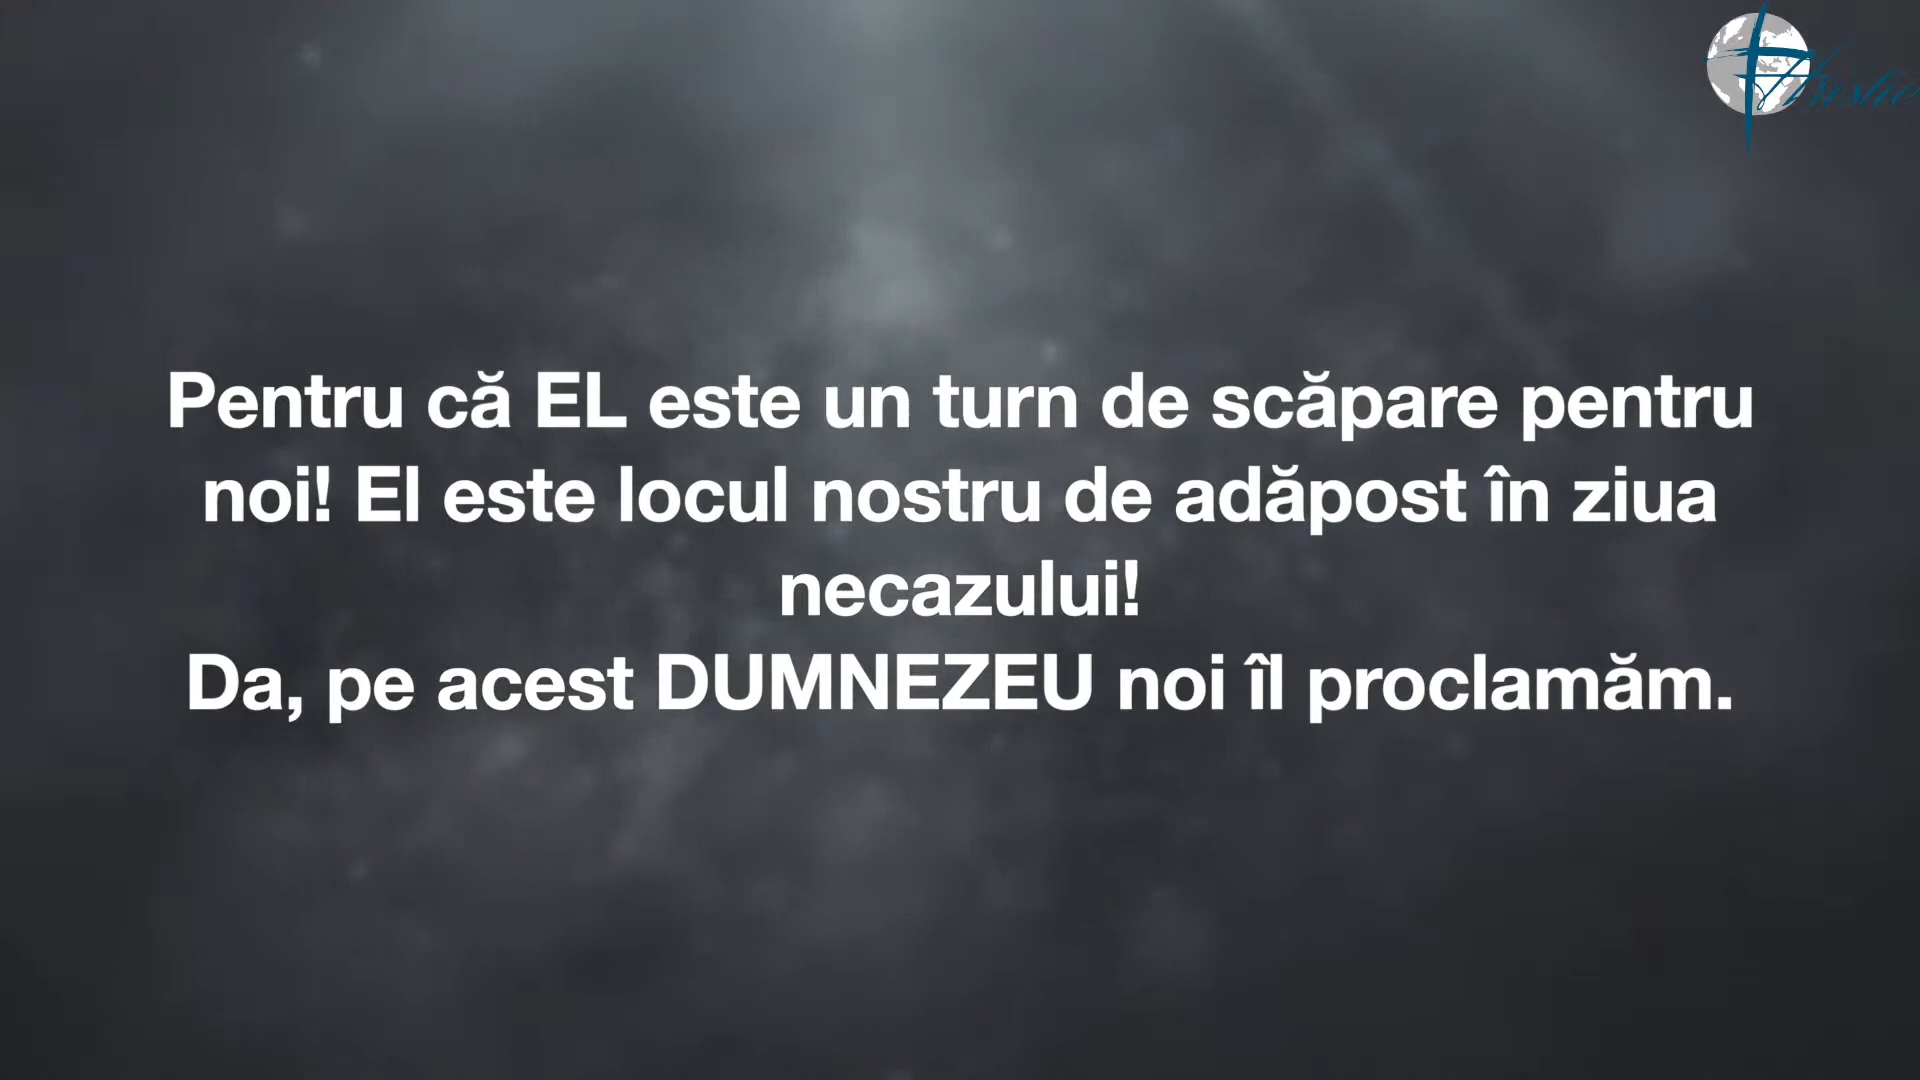 Pentru că EL este un turn de scăpare pentru
noi! El este locul nostru de adăpost în ziua
necazului!
Da, pe acest DUMNEZEU noi îl proclamăm.